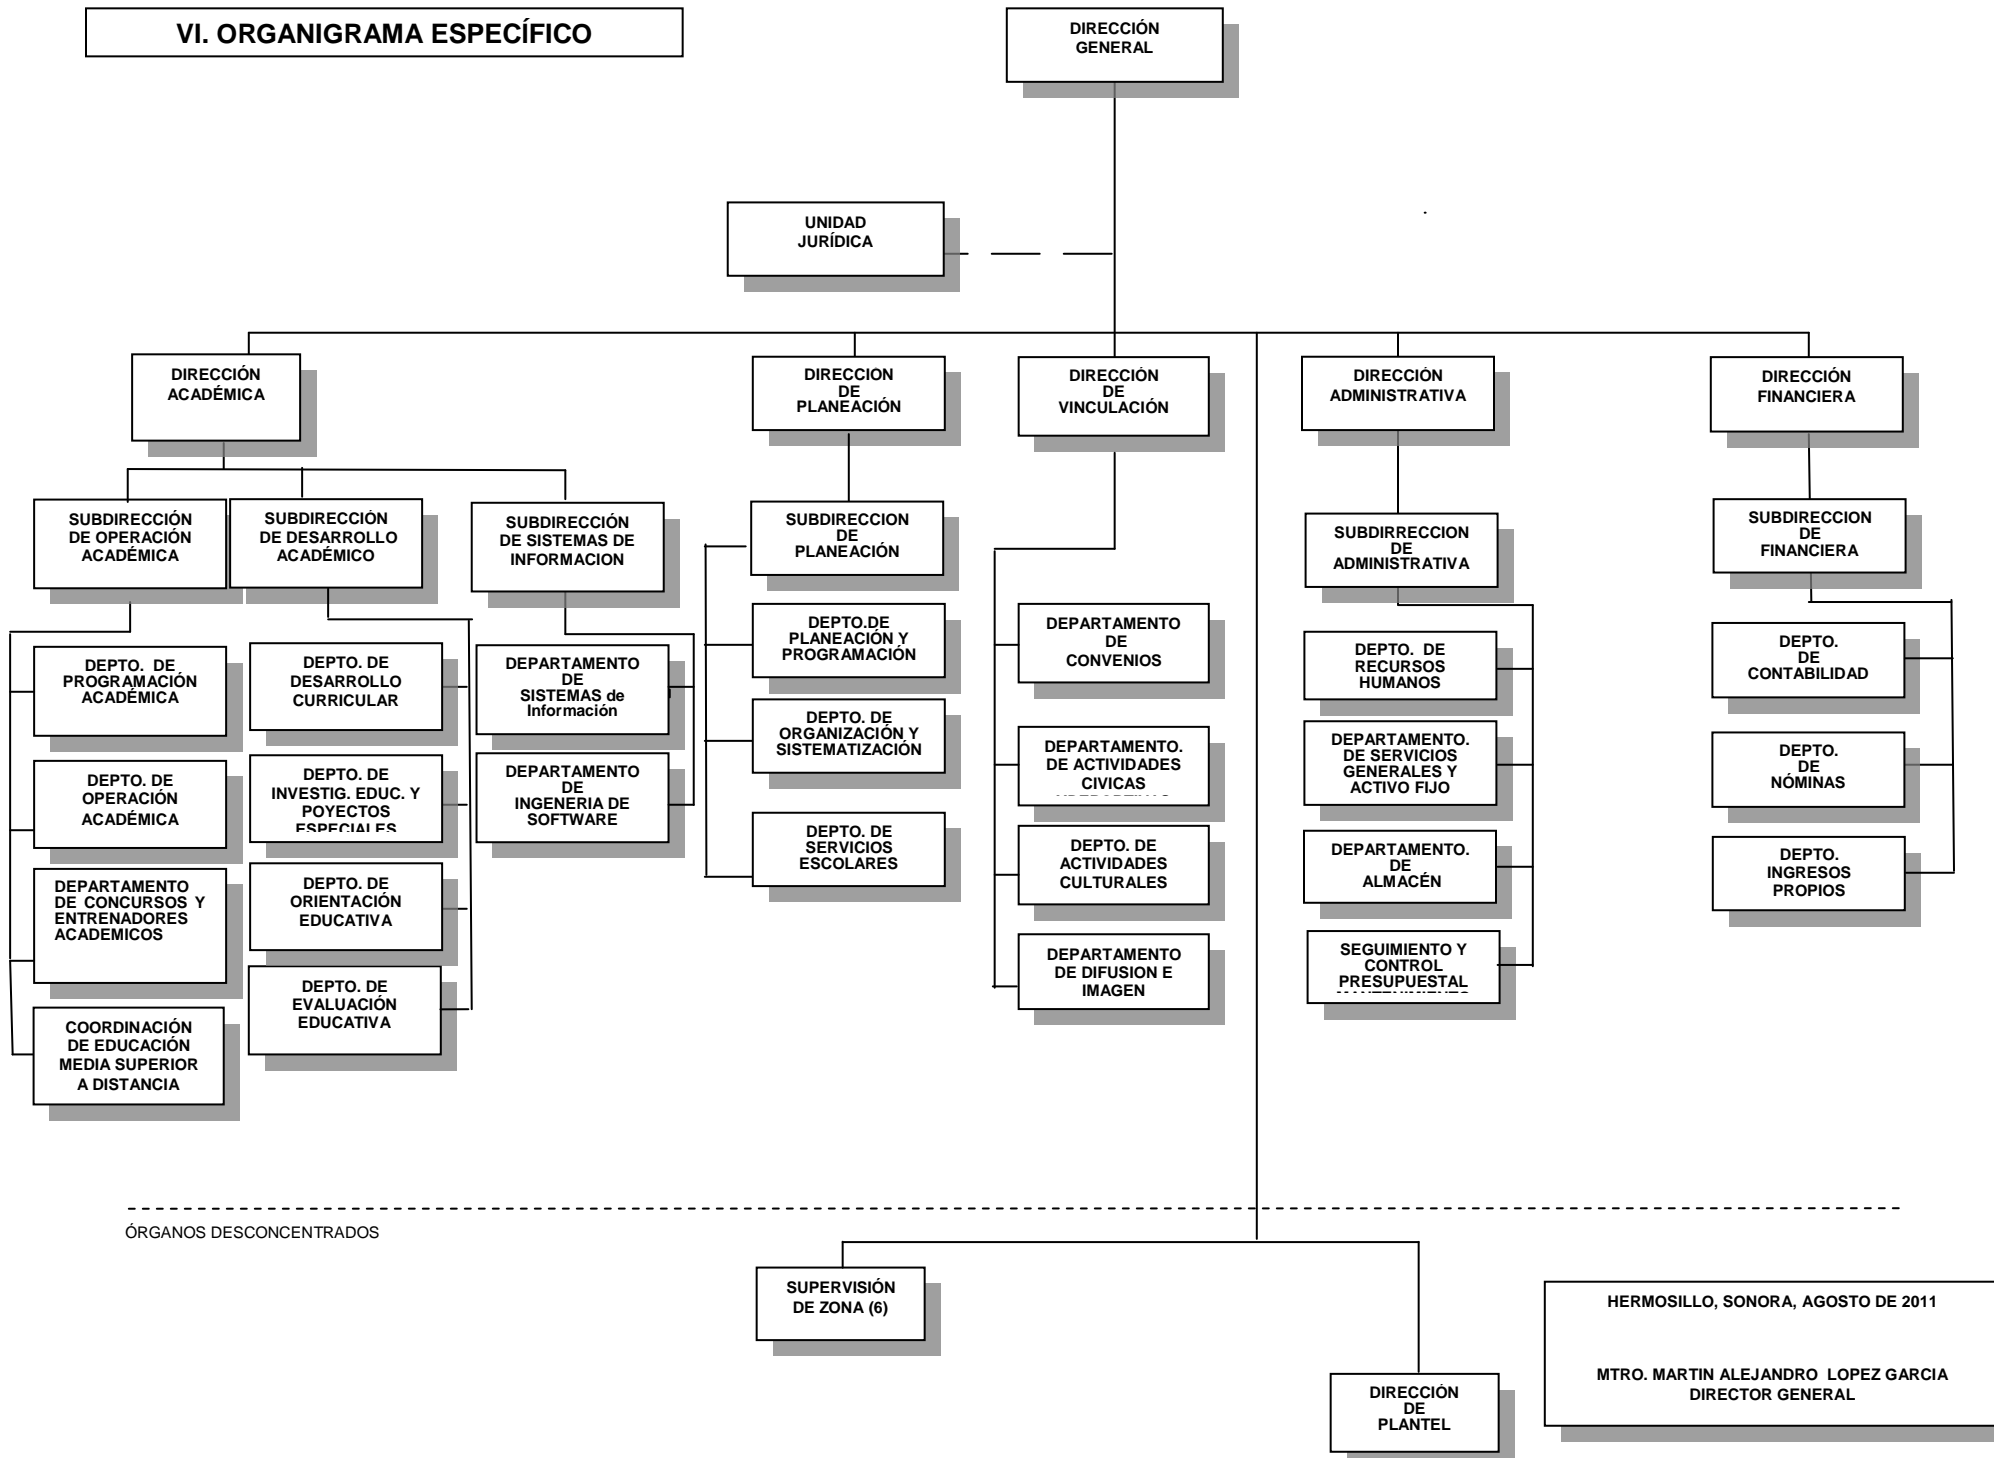 VI. ORGANIGRAMA ESPECÍFICO
DIRECCIÓN
GENERAL
UNIDAD
JURÍDICA
.
DIRECCIÓN
ACADÉMICA
DIRECCION
DE
PLANEACIÓN
DIRECCIÓN
DE
VINCULACIÓN
DIRECCIÓN
ADMINISTRATIVA
DIRECCIÓN
FINANCIERA
SUBDIRECCIÓN
DE OPERACIÓN
ACADÉMICA
SUBDIRECCIÓN
DE DESARROLLO
ACADÉMICO
SUBDIRECCIÓN
DE SISTEMAS DE
INFORMACION
SUBDIRECCION
DE
PLANEACIÓN
SUBDIRRECCION
DE
ADMINISTRATIVA
SUBDIRECCION
DE
FINANCIERA
DEPTO. DE
PROGRAMACIÓN
ACADÉMICA
DEPTO. DE
OPERACIÓN
ACADÉMICA
DEPARTAMENTO
DE CONCURSOS Y
ENTRENADORES
ACADEMICOS
COORDINACIÓN
DE EDUCACIÓN
MEDIA SUPERIOR
A DISTANCIA
DEPTO. DE
DESARROLLO
CURRICULAR
DEPTO. DE
INVESTIG. EDUC. Y
POYECTOS
ESPECIALES
DEPTO. DE
ORIENTACIÓN
EDUCATIVA
DEPTO. DE
EVALUACIÓN
EDUCATIVA
DEPARTAMENTO
DE
SISTEMAS de
Información
DEPARTAMENTO
DE
INGENERIA DE
SOFTWARE
DEPTO.DE
PLANEACIÓN Y
PROGRAMACIÓN
DEPTO. DE
ORGANIZACIÓN Y
SISTEMATIZACIÓN
DEPTO. DE
SERVICIOS
ESCOLARES
DEPARTAMENTO
DE
CONVENIOS
DEPARTAMENTO.
DE ACTIVIDADES
CIVICAS
DEPTO. DE
ACTIVIDADES
CULTURALES
DEPARTAMENTO
DE DIFUSION E
IMAGEN
DEPTO. DE
RECURSOS
HUMANOS
DEPARTAMENTO.
DE SERVICIOS
GENERALES Y
ACTIVO FIJO
DEPARTAMENTO.
DE
ALMACÉN
SEGUIMIENTO Y
CONTROL
PRESUPUESTAL
DEPTO.
DE
CONTABILIDAD
DEPTO.
DE
NÓMINAS
DEPTO.
INGRESOS
PROPIOS
ÓRGANOS DESCONCENTRADOS
SUPERVISIÓN
DE ZONA (6)
DIRECCIÓN
DE
PLANTEL
HERMOSILLO, SONORA, AGOSTO DE 2011
MTRO. MARTIN ALEJANDRO LOPEZ GARCIA
DIRECTOR GENERAL